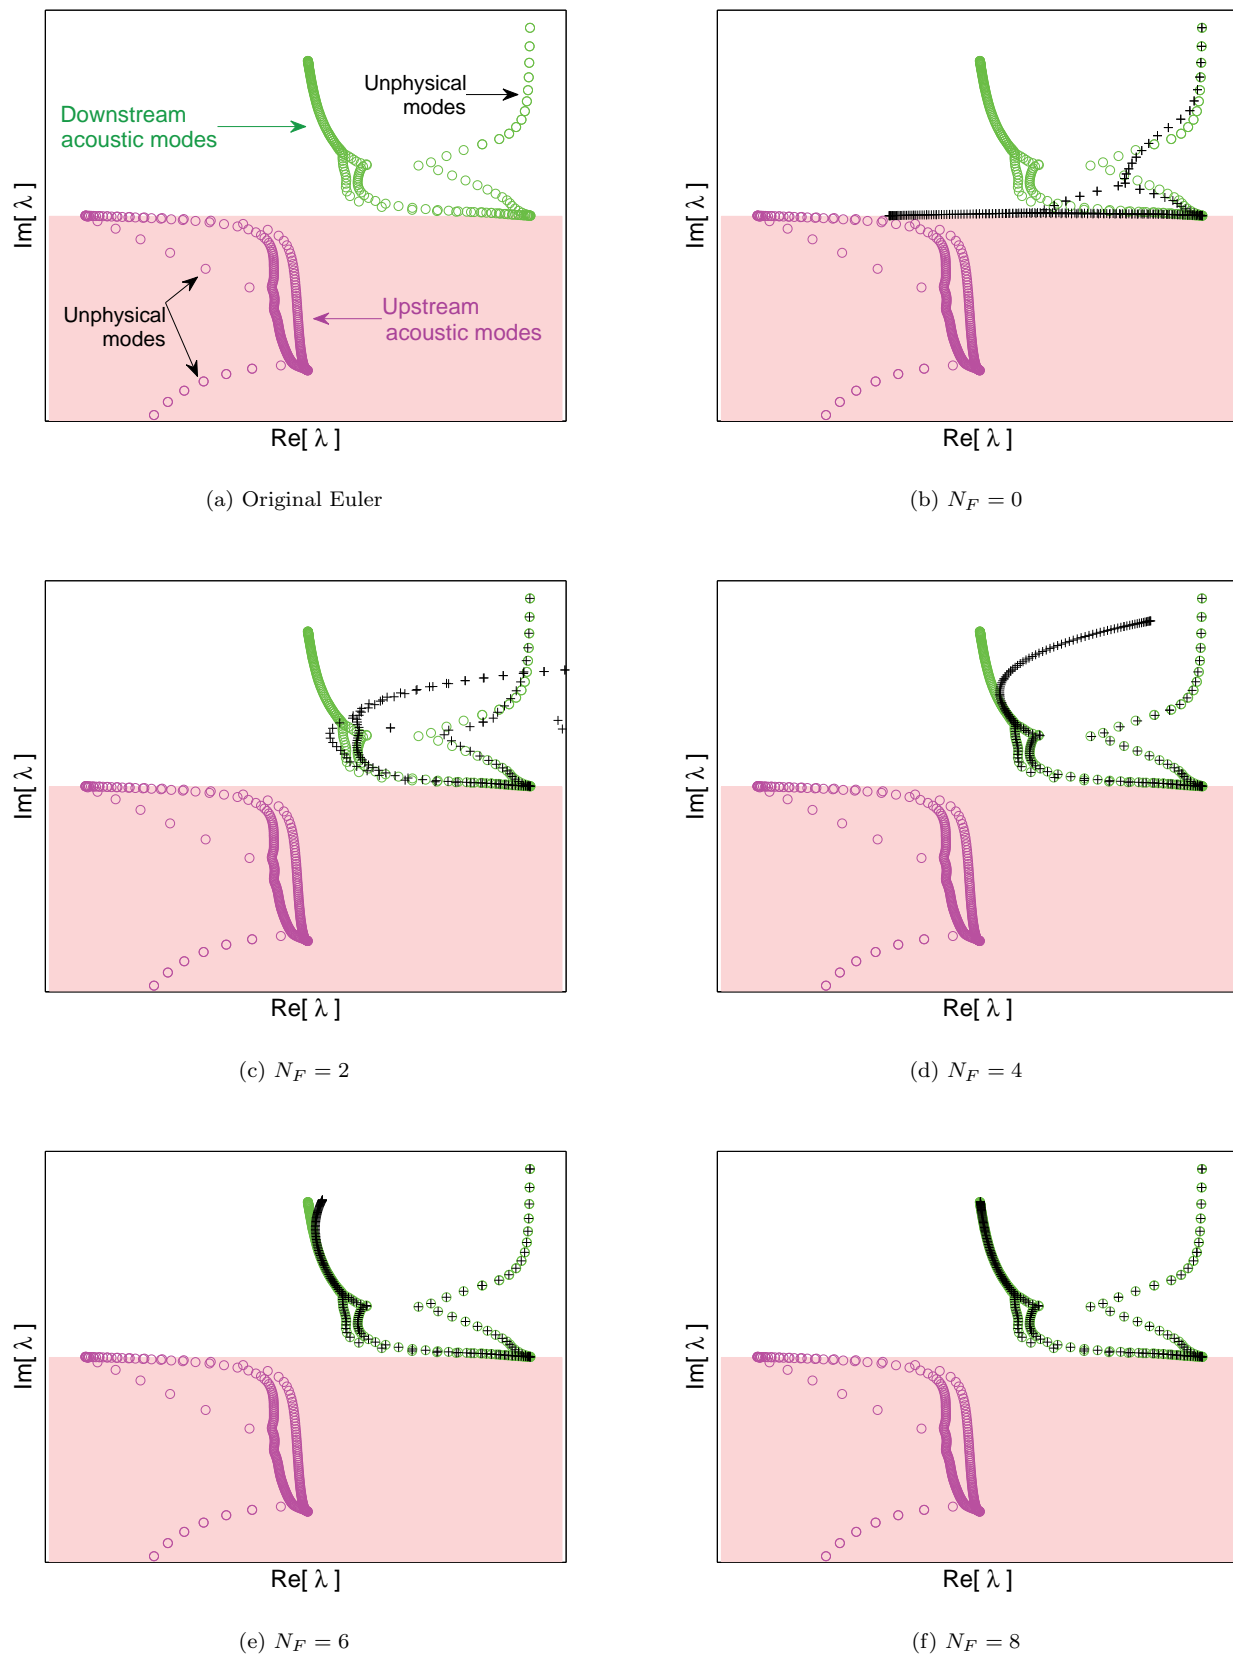 Unphysical
modes
Downstream
acoustic modes
Unphysical
modes
Upstream
acoustic modes
Im[ λ ]
Re[ λ ]
(a) Original Euler
Im[ λ ]
Re[ λ ]
(b) N_F = 0
Im[ λ ]
Re[ λ ]
(c) N_F = 2
Im[ λ ]
Re[ λ ]
(d) N_F = 4
Im[ λ ]
Re[ λ ]
(e) N_F = 6
Im[ λ ]
Re[ λ ]
(f) N_F = 8